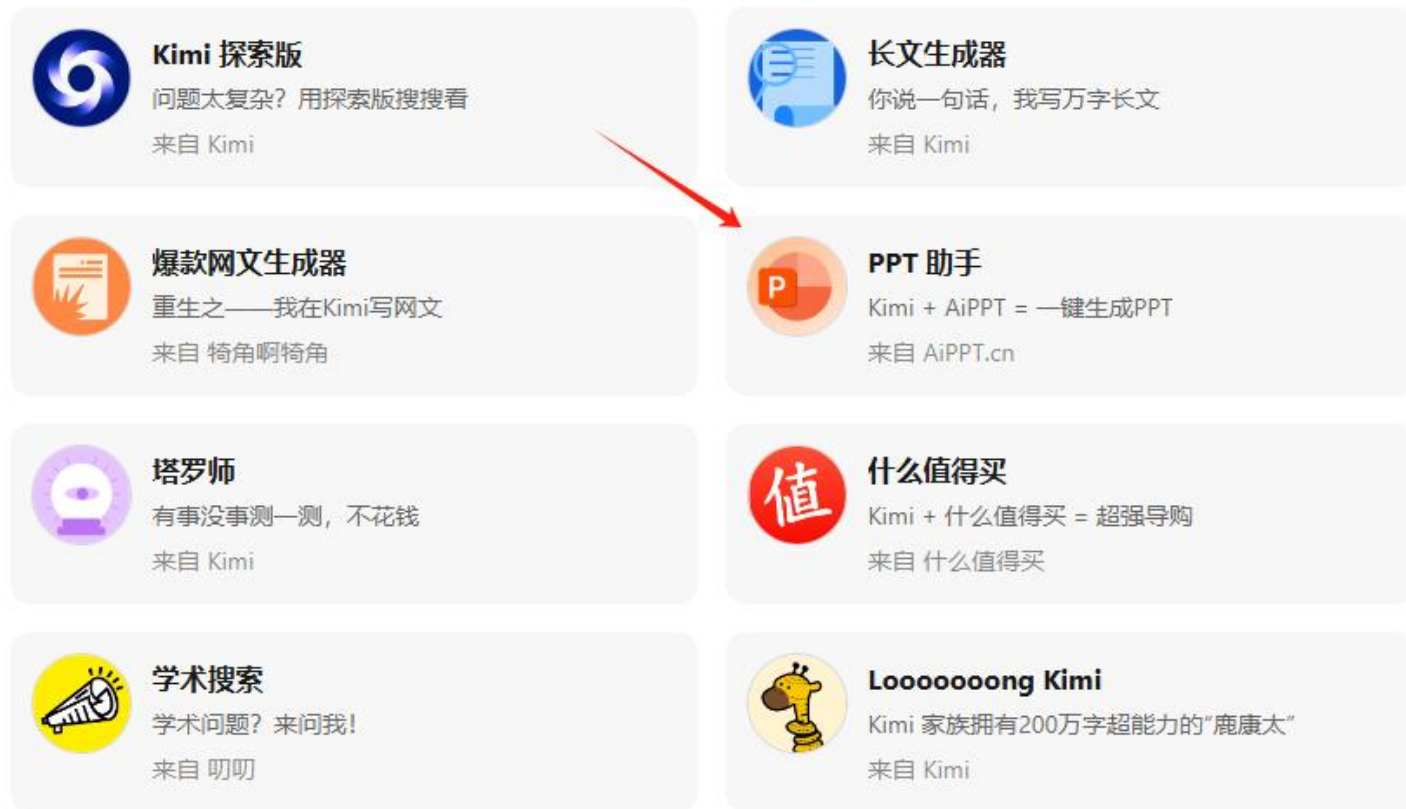 Kimi 探索版
问题太复杂？用探索版搜搜看
来自 Kimi
长文生成器
你说一句话，我写万字长文
来自 Kimi
爆款网文生成器
重生之——我在Kimi写网文
来自 犄角啊犄角
P
PPT 助手
Kimi + AiPPT = 一键生成PPT
来自 AiPPT.cn
塔罗师
有事没事测一测，不花钱
来自 Kimi
值
什么值得买
Kimi + 什么值得买 = 超强导购
来自 什么值得买
学术搜索
学术问题？来问我！
来自 叨叨
Looooooong Kimi
Kimi 家族拥有200万字超能力的“鹿康太”
来自 Kimi